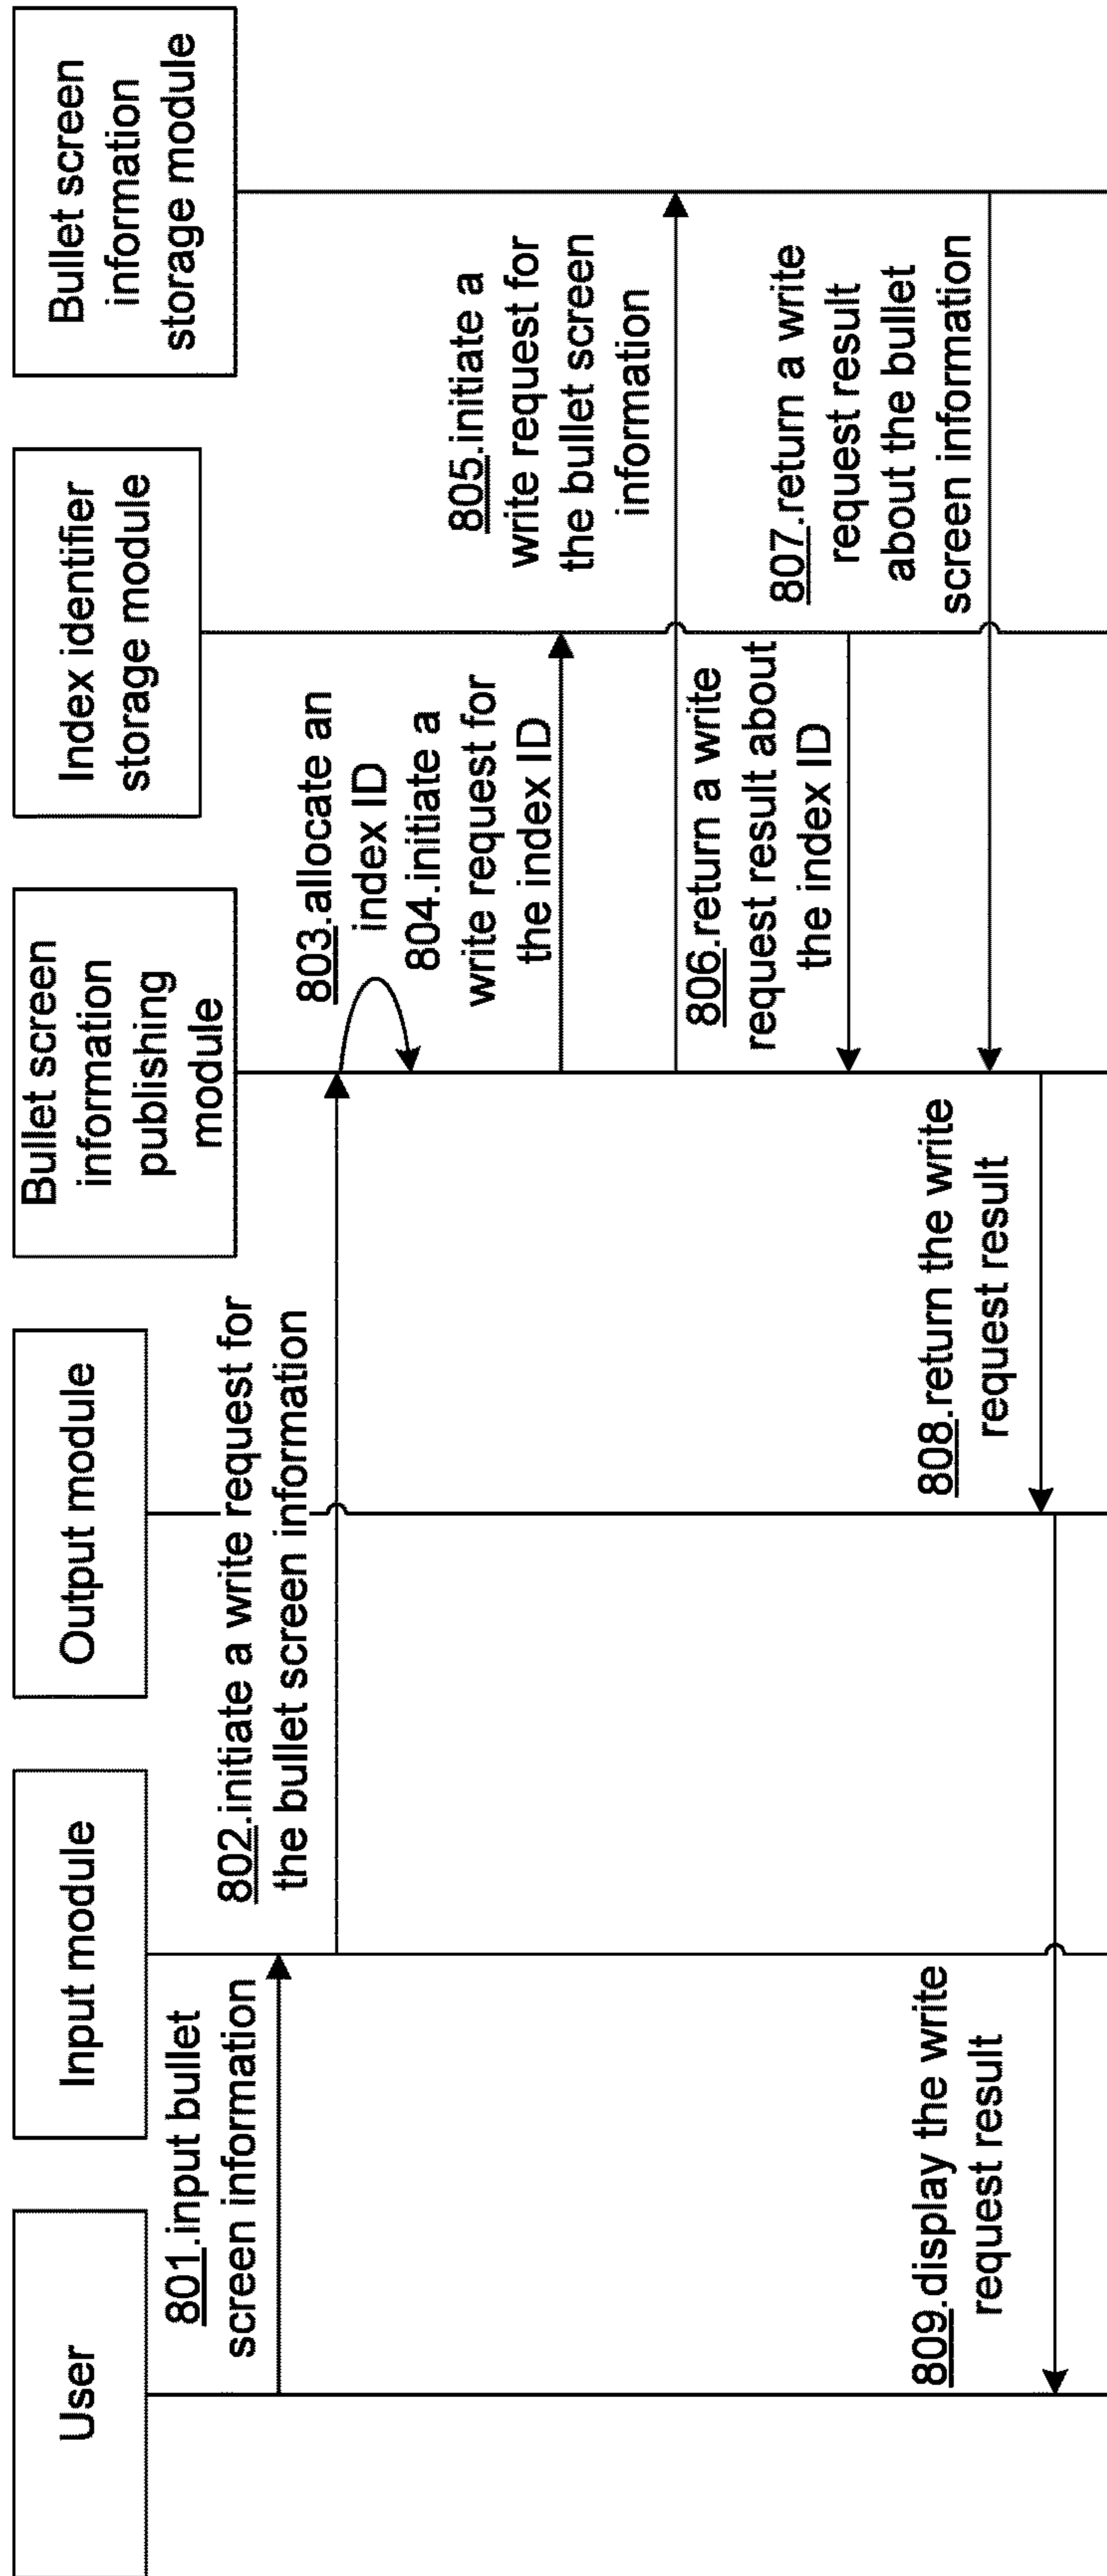 User
Input module
Output module
Bullet screen
information
publishing
module
Index identifier
storage module
Bullet screen
information
storage module
801.input bullet
screen information
802.initiate a write request for
the bullet screen information
803.allocate an
index ID
804.initiate a
write request for
the index ID
805.initiate a
write request for
the bullet screen
information
806.return a write
request result about
the index ID
807.return a write
request result
about the bullet
screen information
808.return the write
request result
809.display the write
request result